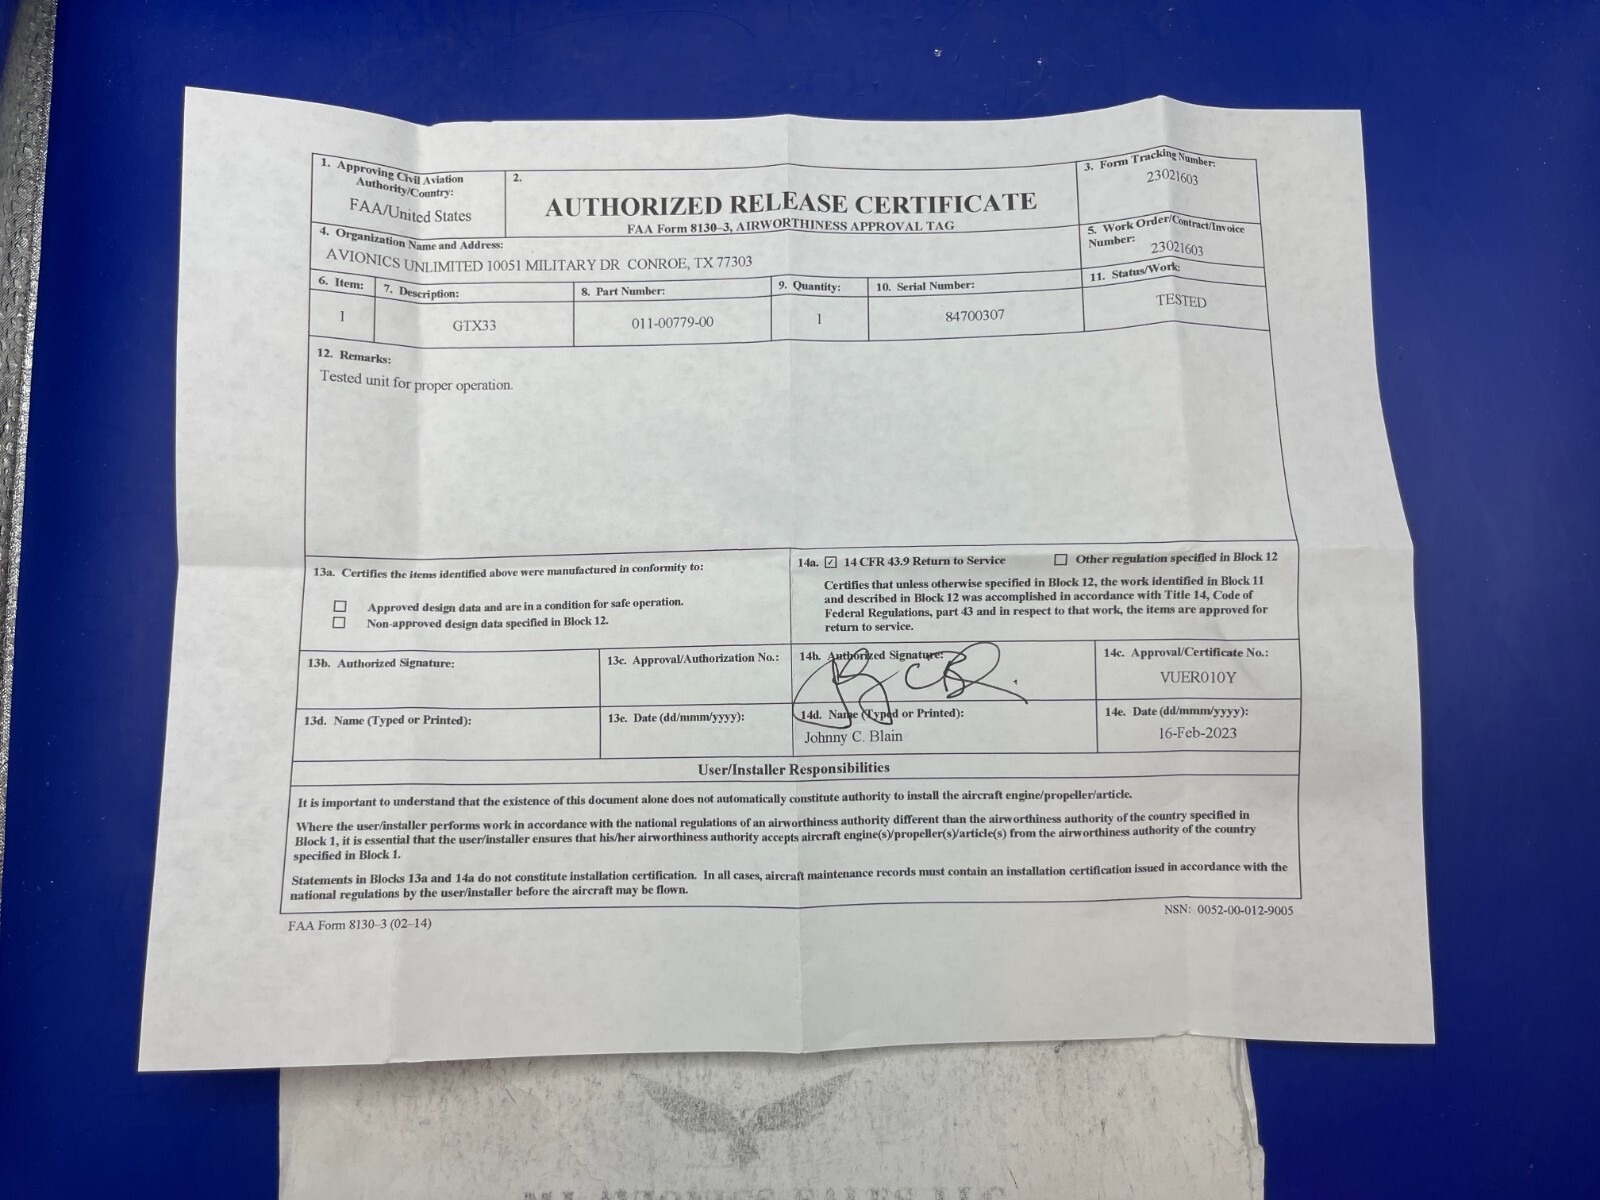 1. Approving Civil Aviation
Authority/Country:
FAA/United States
2.
AUTHORIZED RELEASE CERTIFICATE
FAA Form 8130–3, AIRWORTHINESS APPROVAL TAG
3. Form Tracking Number:
23021603
4. Organization Name and Address:
AVIONICS UNLIMITED 10051 MILITARY DR CONROE, TX 77303
5. Work Order/Contract/Invoice
Number:
23021603
6. Item:
7. Description:
8. Part Number:
9. Quantity:
10. Serial Number:
11. Status/Work:
1
GTX33
011-00779-00
1
84700307
TESTED
12. Remarks:
Tested unit for proper operation.
13a. Certifies the items identified above were manufactured in conformity to:
Approved design data and are in a condition for safe operation.
Non-approved design data specified in Block 12.
14a. ☑ 14 CFR 43.9 Return to Service ☐ Other regulation specified in Block 12
Certifies that unless otherwise specified in Block 12, the work identified in Block 11
and described in Block 12 was accomplished in accordance with Title 14, Code of
Federal Regulations, part 43 and in respect to that work, the items are approved for
return to service.
13b. Authorized Signature:
13c. Approval/Authorization No.:
14b. Authorized Signature:
14c. Approval/Certificate No.:
VUER010Y
13d. Name (Typed or Printed):
13e. Date (dd/mmm/yyyy):
14d. Name (Typed or Printed):
Johnny C. Blain
14e. Date (dd/mmm/yyyy):
16-Feb-2023
User/Installer Responsibilities
It is important to understand that the existence of this document alone does not automatically constitute authority to install the aircraft engine/propeller/article.
Where the user/installer performs work in accordance with the national regulations of an airworthiness authority different than the airworthiness authority of the country specified in
Block 1, it is essential that the user/installer ensures that his/her airworthiness authority accepts aircraft engine(s)/propeller(s)/article(s) from the airworthiness authority of the country
specified in Block 1.
Statements in Blocks 13a and 14a do not constitute installation certification. In all cases, aircraft maintenance records must contain an installation certification issued in accordance with the
national regulations by the user/installer before the aircraft may be flown.
FAA Form 8130–3 (02–14)
NSN: 0052-00-012-9005